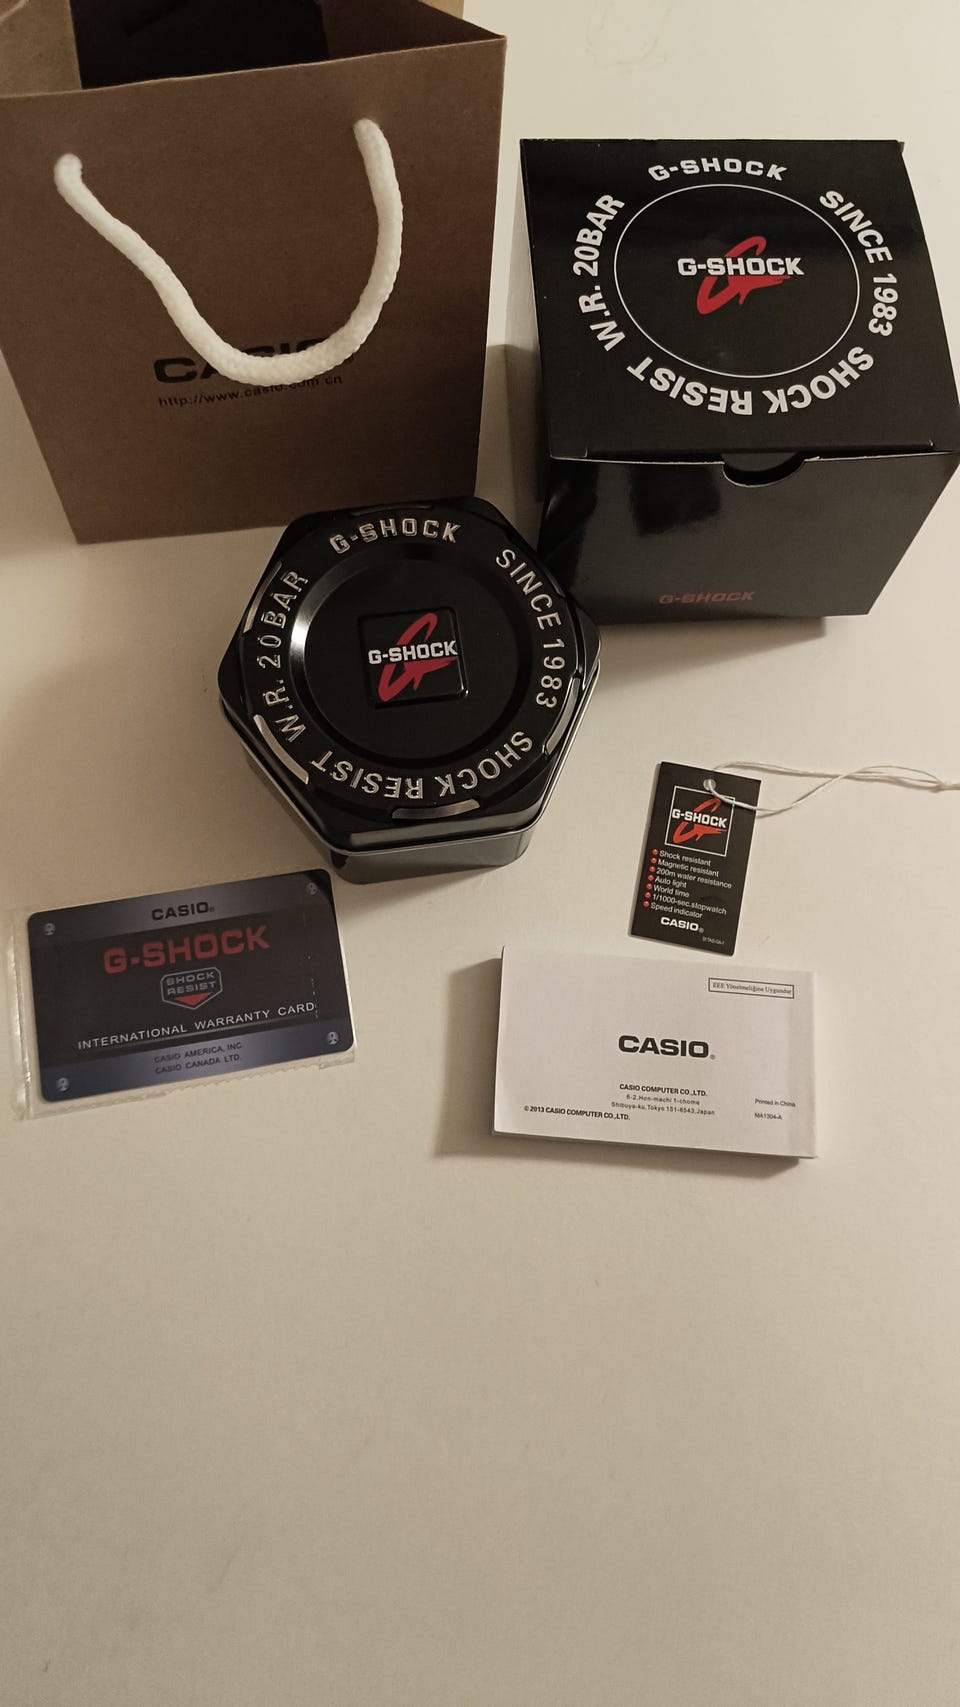 CASIO
http://www.casio.com.cn
G-SHOCK
SINCE 1983
SHOCK RESIST
W.R. 20BAR
G-SHOCK
G-SHOCK
G-SHOCK
SINCE 1983
SHOCK RESIST
W.R. 20BAR
G-SHOCK
G-SHOCK
Shock resistant
Magnetic resistant
200m water resistance
Auto light
World time
1/1000-sec.stopwatch
Speed indicator
CASIO®
CASIO®
G-SHOCK
SHOCK
RESIST
INTERNATIONAL WARRANTY CARD
CASIO AMERICA, INC.
CASIO CANADA LTD.
EEE Yönetmeliğine Uygundur
CASIO®
CASIO COMPUTER CO.,LTD.
6-2,Hon-machi 1-chome
Shibuya-ku,Tokyo 151-8543,Japan
© 2013 CASIO COMPUTER CO.,LTD.
Printed in China
MA1304-A